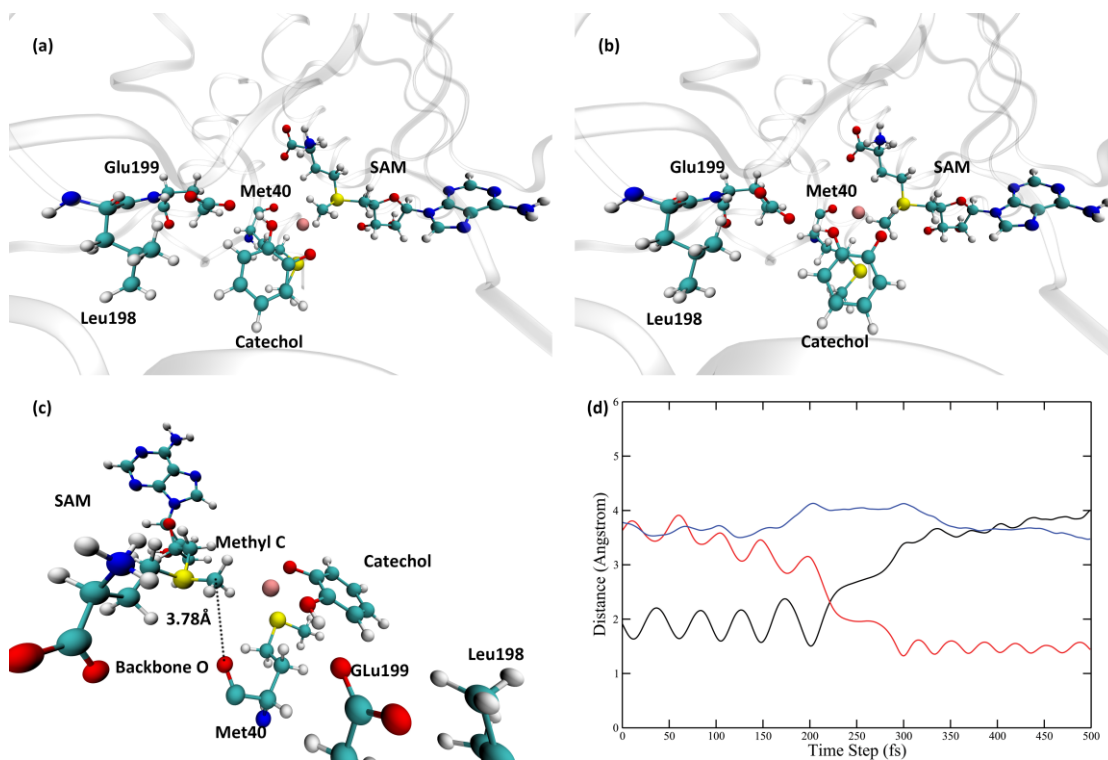 (a)
Glu199
Met40
SAM
Leu198
Catechol
(b)
Glu199
Met40
SAM
Leu198
Catechol
(c)
SAM
Methyl C
Catechol
3.78Å
Backbone O
GLu199
Leu198
Met40
(d)
6
5
4
3
2
1
0
Distance (Angstrom)
0 50 100 150 200 250 300 350 400 450 500
Time Step (fs)